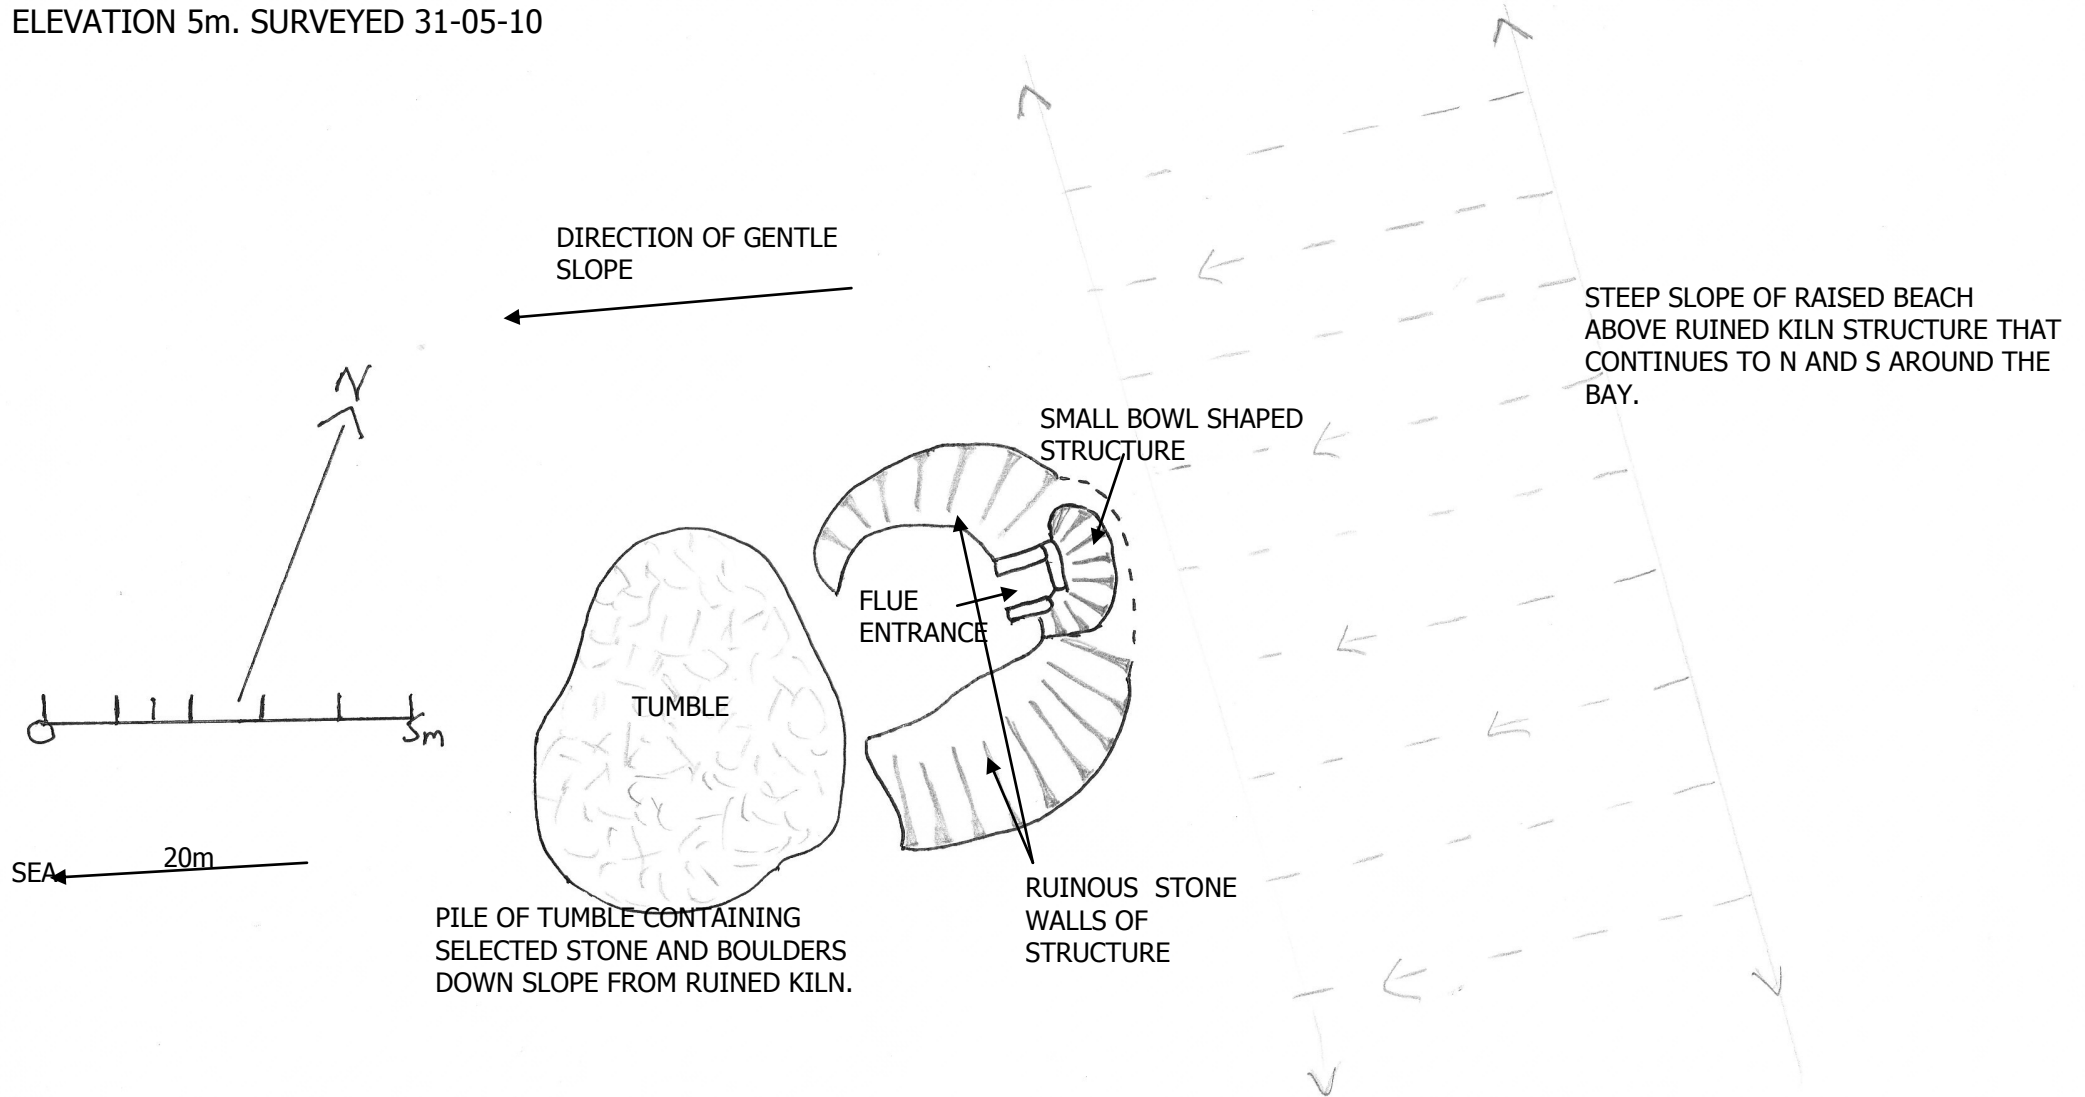 ELEVATION 5m. SURVEYED 31-05-10
DIRECTION OF GENTLE
SLOPE
STEEP SLOPE OF RAISED BEACH
ABOVE RUINED KILN STRUCTURE THAT
CONTINUES TO N AND S AROUND THE
BAY.
N
SMALL BOWL SHAPED
STRUCTURE
FLUE
ENTRANCE
TUMBLE
0
5m
20m
SEA
RUINOUS  STONE
WALLS OF
STRUCTURE
PILE OF TUMBLE CONTAINING
SELECTED STONE AND BOULDERS
DOWN SLOPE FROM RUINED KILN.